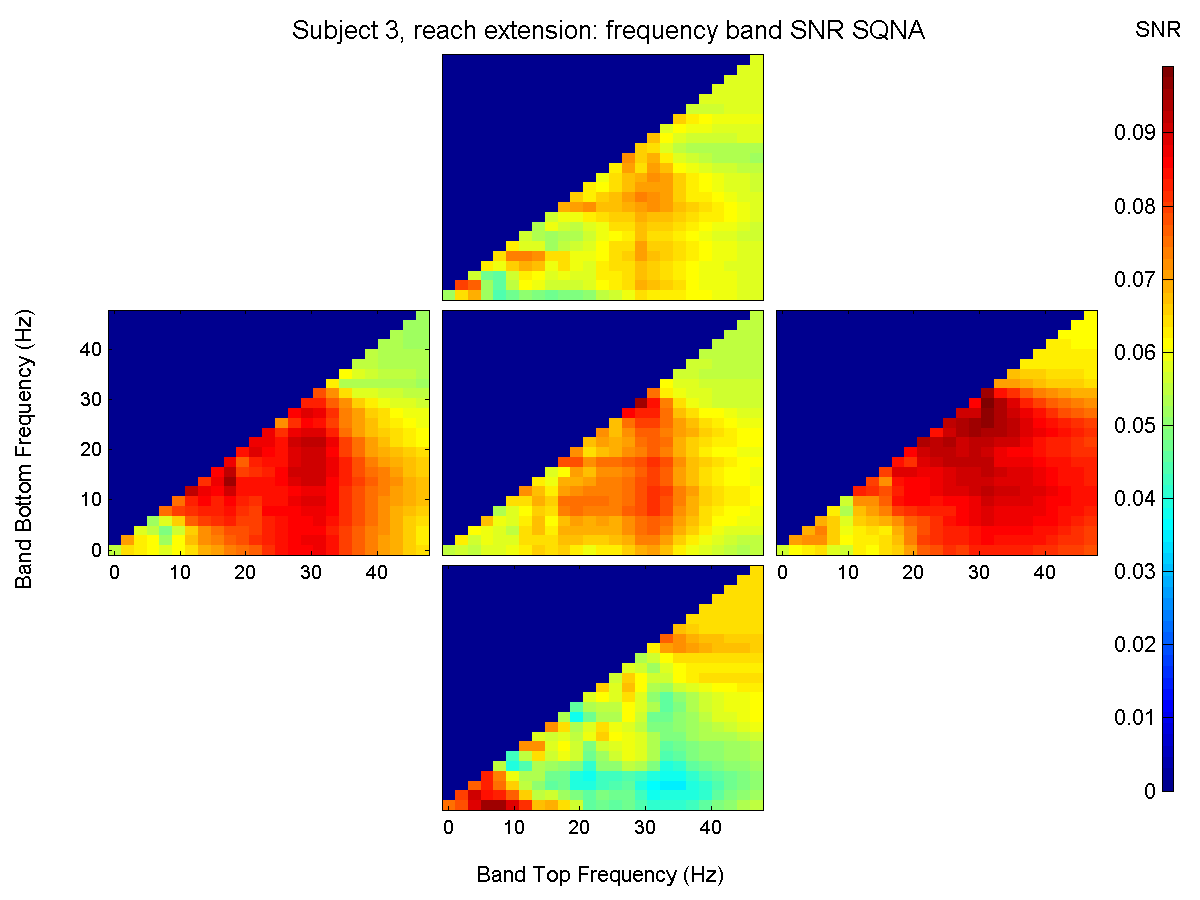 Subject 3, reach extension: frequency band SNR SQNA
SNR
0.09
0.08
0.07
0.06
0.05
0.04
0.03
0.02
0.01
0
Band Bottom Frequency (Hz)
40
30
20
10
0
0 10 20 30 40
0 10 20 30 40
0 10 20 30 40
Band Top Frequency (Hz)